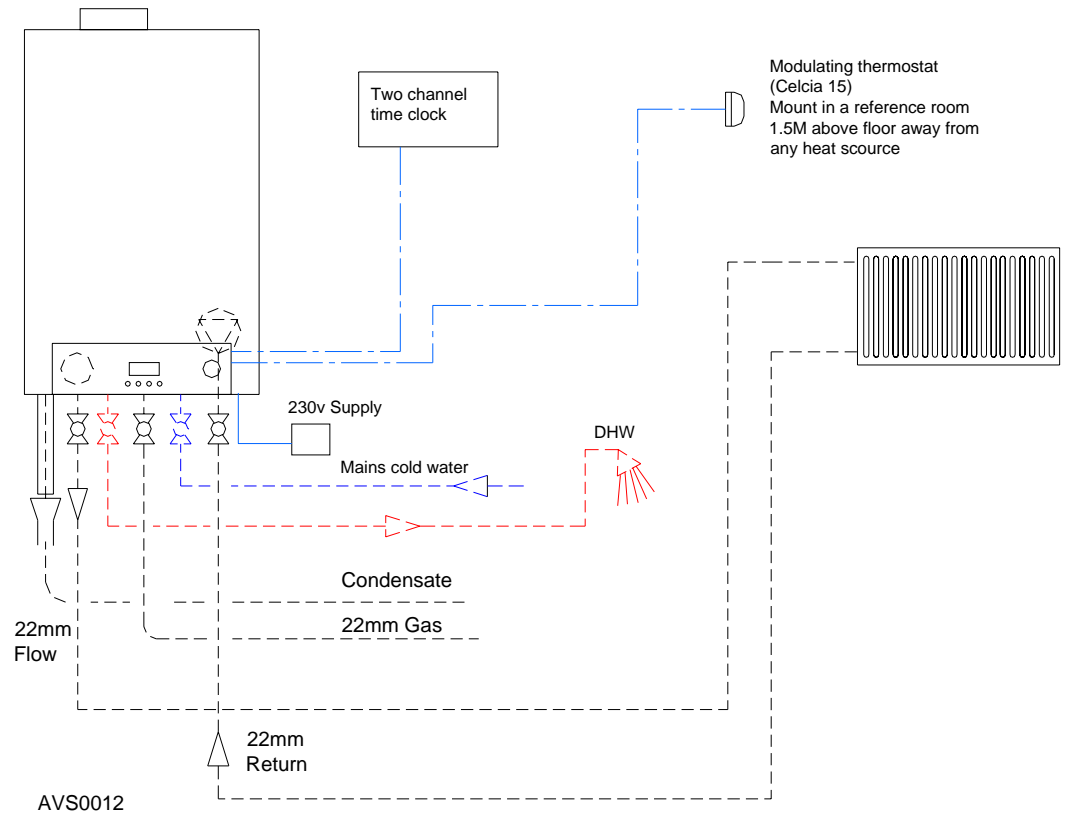 Two channel
time clock
Modulating thermostat
(Celcia 15)
Mount in a reference room
1.5M above floor away from
any heat scource
230v Supply
DHW
Mains cold water
Condensate
22mm Gas
22mm
Flow
22mm
Return
AVS0012